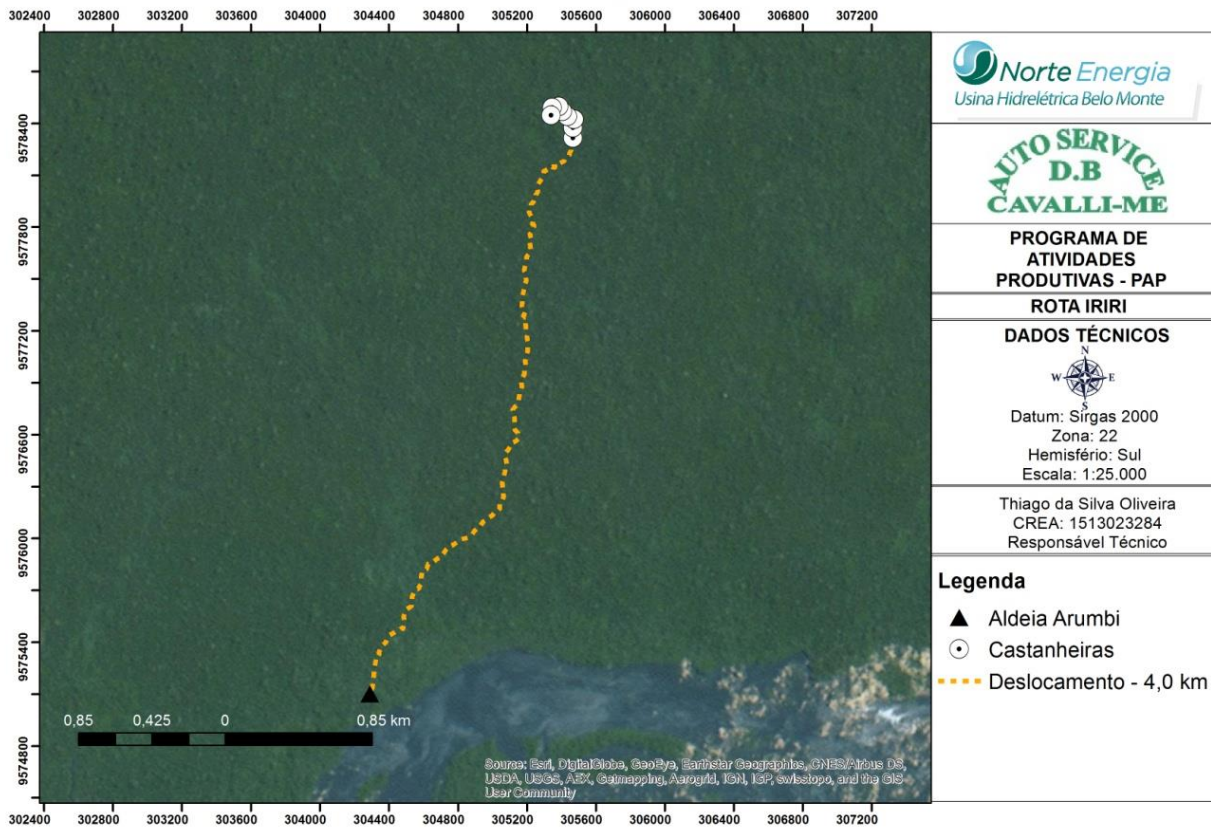 302400 302800 303200 303600 304000 304400 304800 305200 305600 306000 306400 306800 307200
9578400
9577800
9577200
9576600
9576000
9575400
9574800
0,85 0,425 0 0,85 km
Source: Esri, DigitalGlobe, GeoEye, Earthstar Geographics, CNES/Airbus DS,
USDA, USGS, AEX, Getmapping, Aerogrid, IGN, IGP, swisstopo, and the GIS
User Community
302400 302800 303200 303600 304000 304400 304800 305200 305600 306000 306400 306800 307200
Norte Energia
Usina Hidrelétrica Belo Monte
AUTO SERVICE
D.B
CAVALLI-ME
PROGRAMA DE
ATIVIDADES
PRODUTIVAS - PAP
ROTA IRIRI
DADOS TÉCNICOS
N
W E
S
Datum: Sirgas 2000
Zona: 22
Hemisfério: Sul
Escala: 1:25.000
Thiago da Silva Oliveira
CREA: 1513023284
Responsável Técnico
Legenda
Aldeia Arumbi
Castanheiras
Deslocamento - 4,0 km